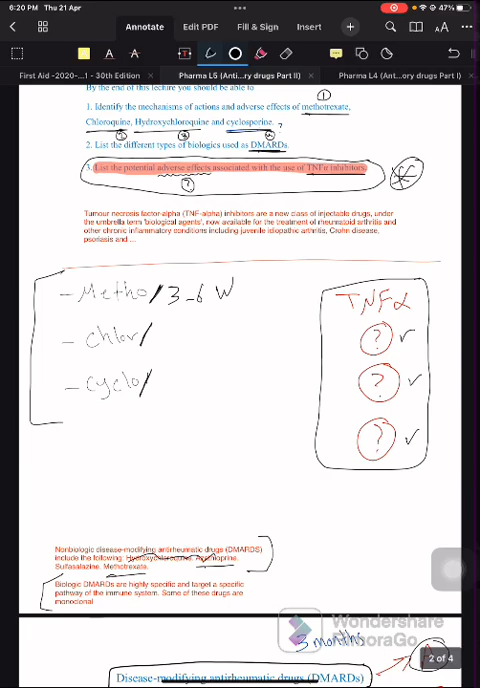 6:20 PM Thu 21 Apr
47%
Annotate
Edit PDF
Fill & Sign
Insert
First Aid -2020-...1 - 30th Edition
Pharma L5 (Anti...ory drugs Part II)
Pharma L4 (Anti...ory drugs Part I)
By the end of this lecture you should be able to
1
1. Identify the mechanisms of actions and adverse effects of methotrexate,
Chloroquine, Hydroxychloroquine and cyclosporine. ?
2. List the different types of biologics used as DMARDs.
3. List the potential adverse effects associated with the use of TNFα inhibitors.
?
Tumour necrosis factor-alpha (TNF-alpha) inhibitors are a new class of injectable drugs, under
the umbrella term 'biological agents', now available for the treatment of rheumatoid arthritis and
other chronic inflammatory conditions including juvenile idiopathic arthritis, Crohn disease,
psoriasis and ...
- Metho/3-6 W
- chlor/
- cyclo/
TNFα
?
?
?
Nonbiologic disease-modifying antirheumatic drugs (DMARDS)
include the following: Hydroxychloroquine. Azathioprine.
Sulfasalazine. Methotrexate.
Biologic DMARDs are highly specific and target a specific
pathway of the immune system. Some of these drugs are
monoclonal
Wondershare
FilmoraGo
3 months
2 of 4
Disease-modifying antirheumatic drugs (DMARDs)